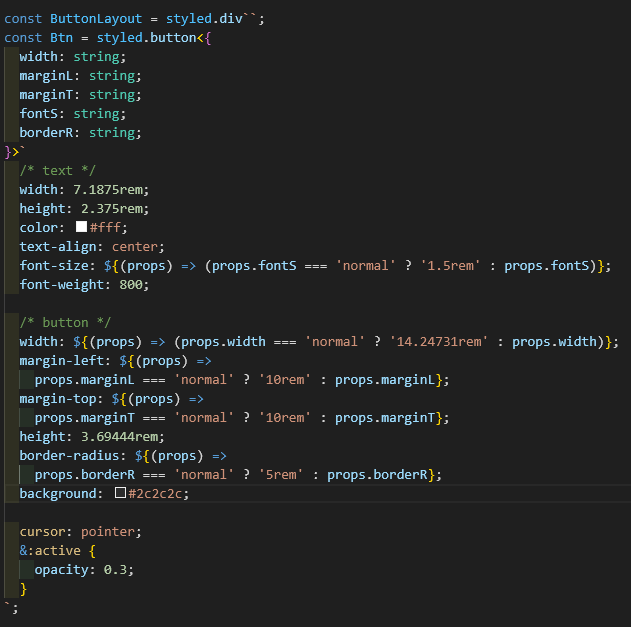 const ButtonLayout = styled.div``;
const Btn = styled.button<{
  width: string;
  marginL: string;
  marginT: string;
  fontS: string;
  borderR: string;
}>`
  /* text */
  width: 7.1875rem;
  height: 2.375rem;
  color: #fff;
  text-align: center;
  font-size: ${(props) => (props.fontS === 'normal' ? '1.5rem' : props.fontS)};
  font-weight: 800;

  /* button */
  width: ${(props) => (props.width === 'normal' ? '14.24731rem' : props.width)};
  margin-left: ${(props) =>
    props.marginL === 'normal' ? '10rem' : props.marginL};
  margin-top: ${(props) =>
    props.marginT === 'normal' ? '10rem' : props.marginT};
  height: 3.69444rem;
  border-radius: ${(props) =>
    props.borderR === 'normal' ? '5rem' : props.borderR};
  background: #2c2c2c;

  cursor: pointer;
  &:active {
    opacity: 0.3;
  }
`;